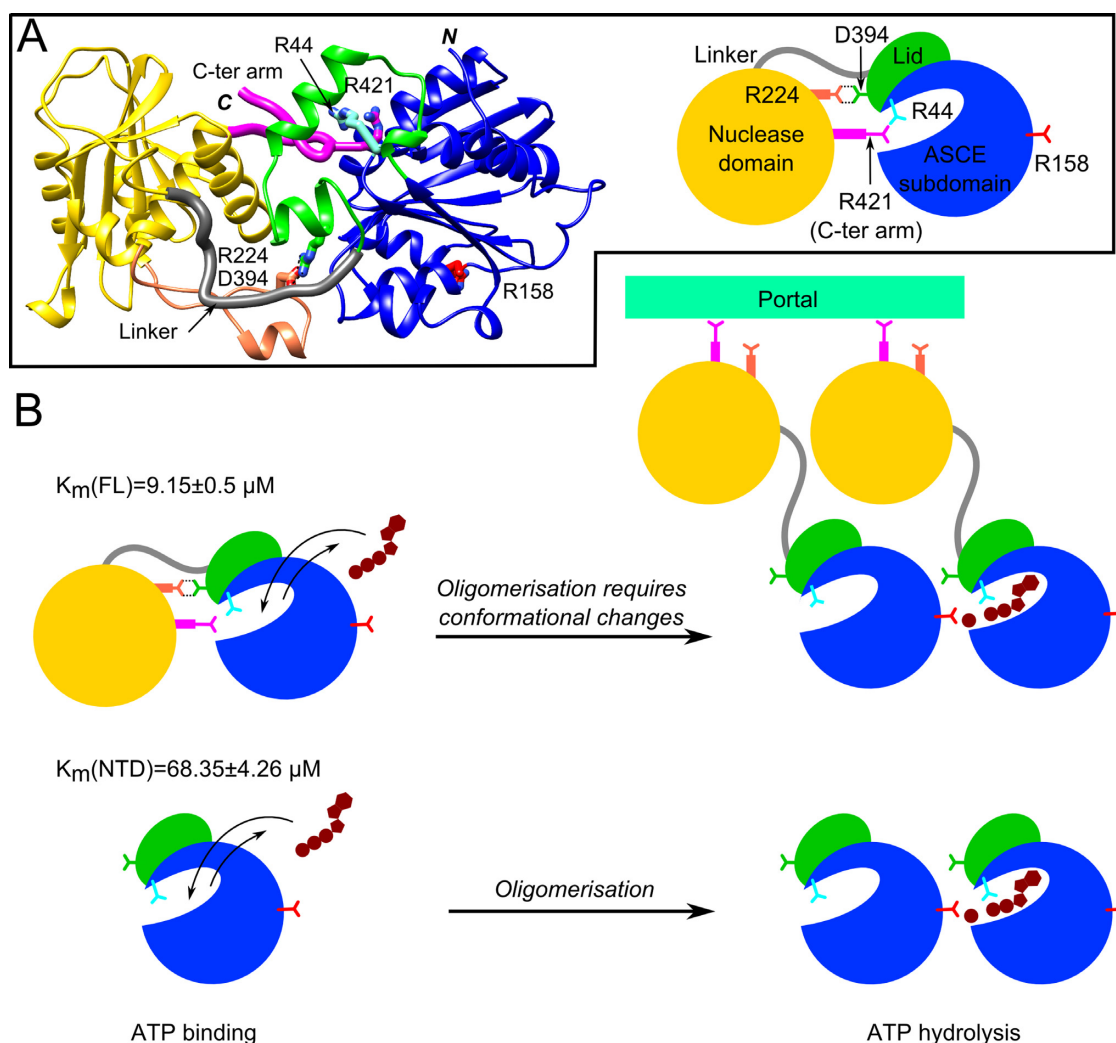 A
R44
C-ter arm
R421
N
C
R224
D394
R158
Linker
D394
Linker
Lid
R224
R44
Nuclease
domain
ASCE
subdomain
R158
R421
(C-ter arm)
Portal
B
Km(FL)=9.15±0.5 µM
Oligomerisation requires
conformational changes
Km(NTD)=68.35±4.26 µM
Oligomerisation
ATP binding
ATP hydrolysis